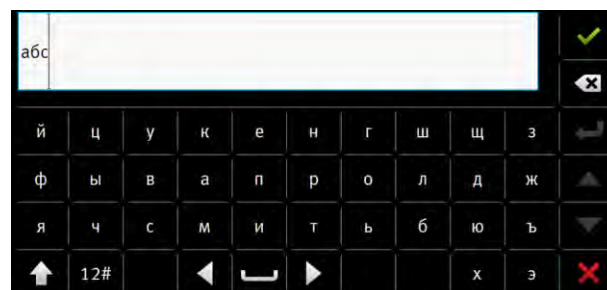 абс
й ц у к е н г ш щ з
ф ы в а п р о л д ж
я ч с м и т ь б ю ъ
12# х э